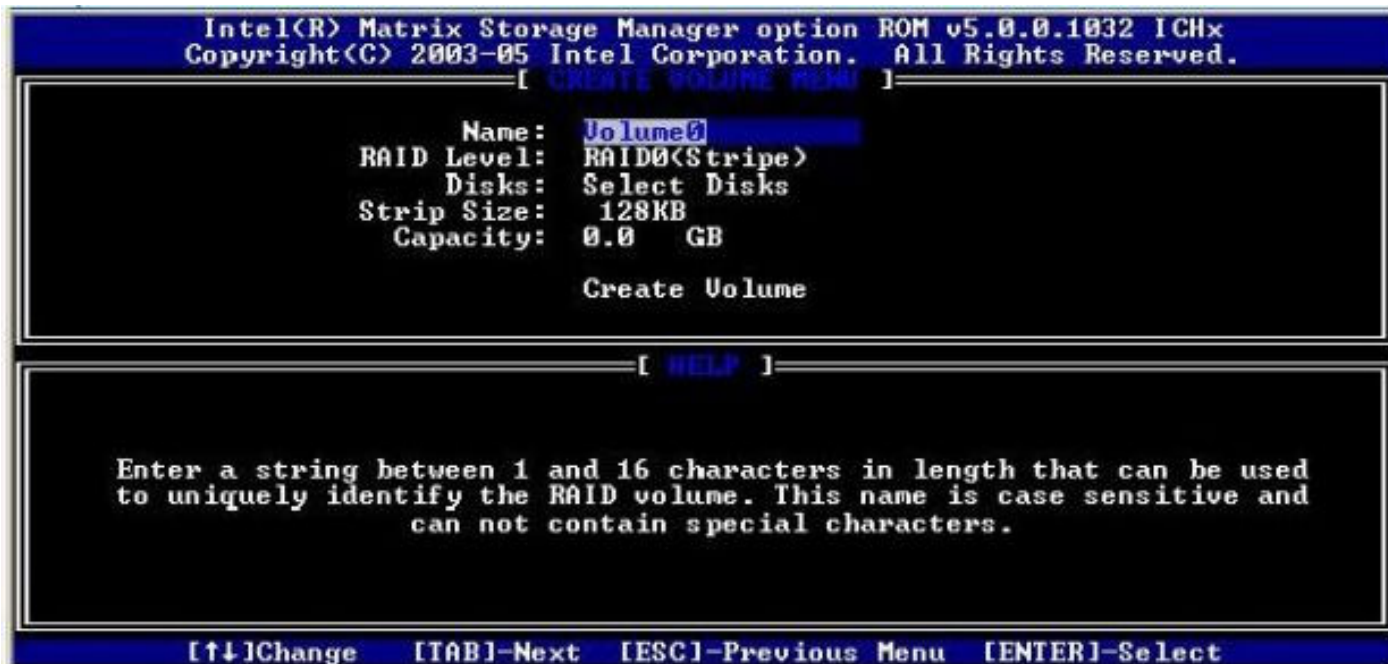 Intel(R) Matrix Storage Manager option ROM v5.0.0.1032 ICHx
Copyright(C) 2003-05 Intel Corporation. All Rights Reserved.
[ CREATE VOLUME MENU ]
Name: Volume0
RAID Level: RAID0(Stripe)
Disks: Select Disks
Strip Size: 128KB
Capacity: 0.0 GB
Create Volume
[ HELP ]
Enter a string between 1 and 16 characters in length that can be used
to uniquely identify the RAID volume. This name is case sensitive and
can not contain special characters.
[↑↓]Change [TAB]-Next [ESC]-Previous Menu [ENTER]-Select